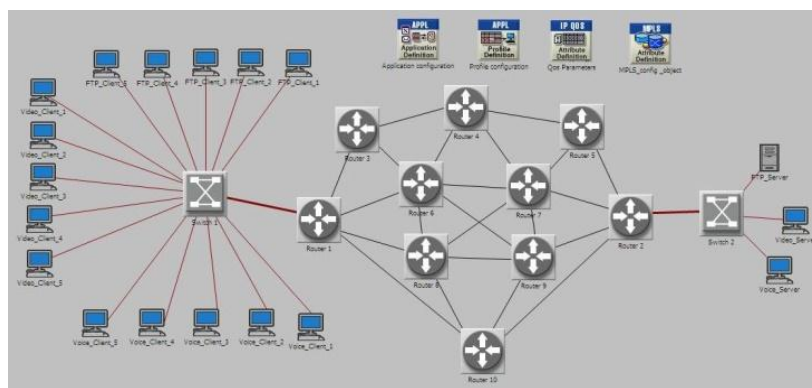 APPL
Application
Definition
Application configuration
APPL
Profile
Definition
Profile configuration
IP QOS
Attribute
Definition
Qos Parameters
MPLS
Attribute
Definition
MPLS_config _object
FTP_Client_5
FTP_Client_4
FTP_Client_3
FTP_Client_2
FTP_Client_1
Video_Client_1
Video_Client_2
Video_Client_3
Video_Client_4
Video_Client_5
Voice_Client_5
Voice_Client_4
Voice_Client_3
Voice_Client_2
Voice_Client_1
Switch 1
Router 1
Router 3
Router 4
Router 5
Router 6
Router 7
Router 8
Router 9
Router 10
Router 2
Switch 2
FTP_Server
Video_Serve
Voice_Server